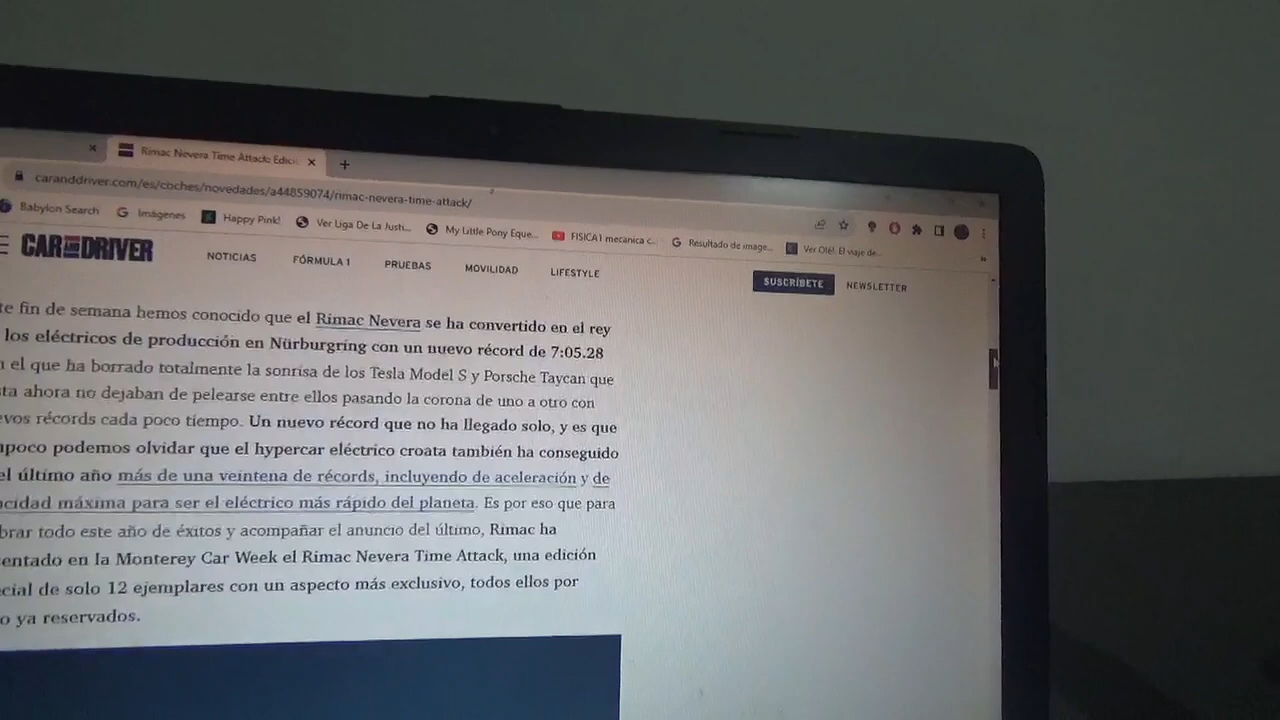 Rimac Nevera Time Attack Edici
caranddriver.com/es/coches/novedades/a44859074/rimac-nevera-time-attack/
Babylon Search Imágenes Happy Pink! Ver Liga De La Justi... My Little Pony Eque... FISICA1 mecanica c... Resultado de image... Ver Olé!. El viaje de...
CAR AND DRIVER NOTICIAS FÓRMULA 1 PRUEBAS MOVILIDAD LIFESTYLE SUSCRÍBETE NEWSLETTER
te fin de semana hemos conocido que el Rimac Nevera se ha convertido en el rey
los eléctricos de producción en Nürburgring con un nuevo récord de 7:05.28
n el que ha borrado totalmente la sonrisa de los Tesla Model S y Porsche Taycan que
sta ahora no dejaban de pelearse entre ellos pasando la corona de uno a otro con
evos récords cada poco tiempo. Un nuevo récord que no ha llegado solo, y es que
mpoco podemos olvidar que el hypercar eléctrico croata también ha conseguido
el último año más de una veintena de récords, incluyendo de aceleración y de
ocidad máxima para ser el eléctrico más rápido del planeta. Es por eso que para
brar todo este año de éxitos y acompañar el anuncio del último, Rimac ha
entado en la Monterey Car Week el Rimac Nevera Time Attack, una edición
cial de solo 12 ejemplares con un aspecto más exclusivo, todos ellos por
o ya reservados.